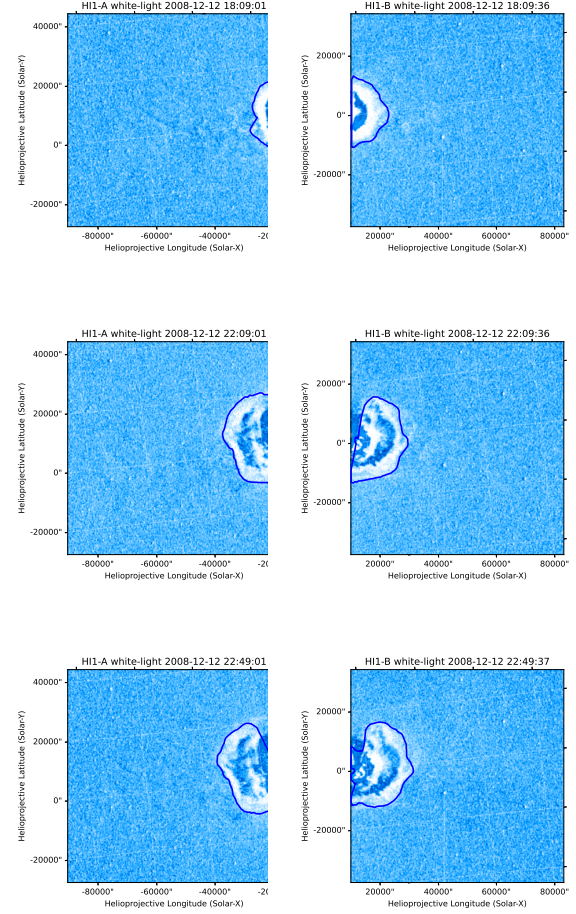 HI1-A white-light 2008-12-12 18:09:01
HI1-B white-light 2008-12-12 18:09:36
40000"
20000"
0"
-20000"
Helioprojective Latitude (Solar-Y)
-80000" -60000" -40000" -20
Helioprojective Longitude (Solar-X)
20000"
0"
-20000"
Helioprojective Latitude (Solar-Y)
20000" 40000" 60000" 80000"
Helioprojective Longitude (Solar-X)
HI1-A white-light 2008-12-12 22:09:01
HI1-B white-light 2008-12-12 22:09:36
40000"
20000"
0"
-20000"
Helioprojective Latitude (Solar-Y)
-80000" -60000" -40000" -20
Helioprojective Longitude (Solar-X)
20000"
0"
-20000"
Helioprojective Latitude (Solar-Y)
20000" 40000" 60000" 80000"
Helioprojective Longitude (Solar-X)
HI1-A white-light 2008-12-12 22:49:01
HI1-B white-light 2008-12-12 22:49:37
40000"
20000"
0"
-20000"
Helioprojective Latitude (Solar-Y)
-80000" -60000" -40000" -20
Helioprojective Longitude (Solar-X)
20000"
0"
-20000"
Helioprojective Latitude (Solar-Y)
20000" 40000" 60000" 80000"
Helioprojective Longitude (Solar-X)